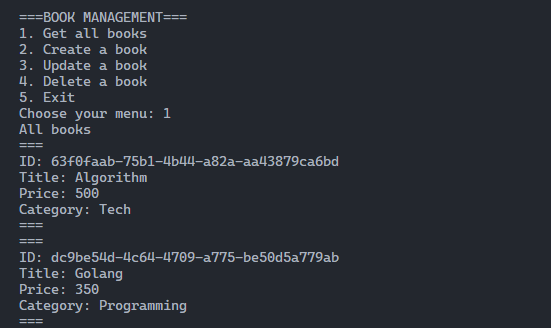 ===BOOK MANAGEMENT===
1. Get all books
2. Create a book
3. Update a book
4. Delete a book
5. Exit
Choose your menu: 1
All books
===
ID: 63f0faab-75b1-4b44-a82a-aa43879ca6bd
Title: Algorithm
Price: 500
Category: Tech
===
===
ID: dc9be54d-4c64-4709-a775-be50d5a779ab
Title: Golang
Price: 350
Category: Programming
===